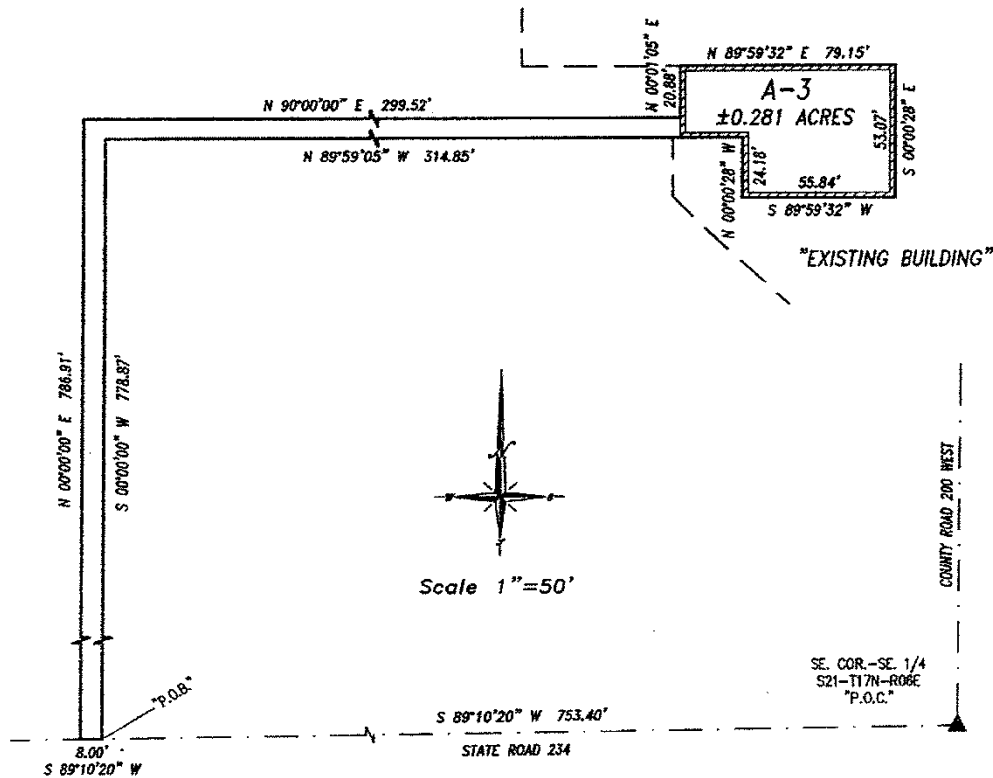 N 89°59'32" E 79.15'
N 00°01'05" E
20.88'
A-3
±0.281 ACRES
53.07'
S 00°00'28" E
N 90°00'00" E 299.52'
N 89°59'05" W 314.85'
N 00°00'28" W
24.18'
55.84'
S 89°59'32" W
"EXISTING BUILDING"
N 00°00'00" E 786.91'
S 00°00'00" W 778.87'
COUNTY ROAD 200 WEST
Scale 1"=50'
SE. COR.-SE. 1/4
S21-T17N-R06E
"P.O.C."
"P.O.B."
S 89°10'20" W 753.40'
STATE ROAD 234
8.00'
S 89°10'20" W